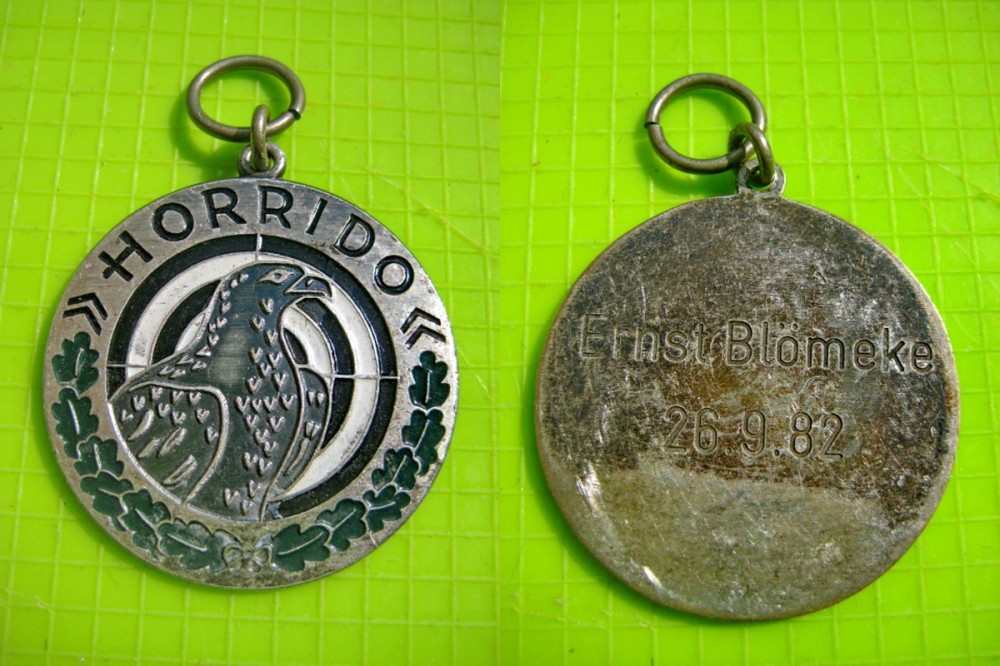 »HORRIDO«
Ernst Blömeke
26.9.82